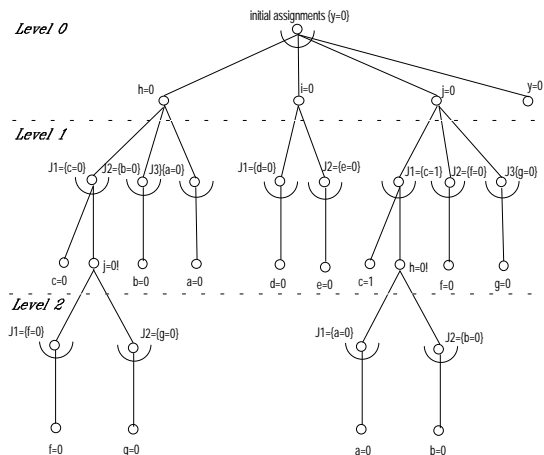 initial assignments {y=0}
Level 0
h=0
i=0
j=0
y=0
Level 1
J1={c=0}
J2={b=0}
J3}{a=0}
J1={d=0}
J2={e=0}
J1={c=1}
J2={f=0}
J3{g=0}
c=0
j=0!
b=0
a=0
d=0
e=0
c=1
h=0!
f=0
g=0
Level 2
J1={f=0}
J2={g=0}
J1={a=0}
J2={b=0}
f=0
g=0
a=0
b=0